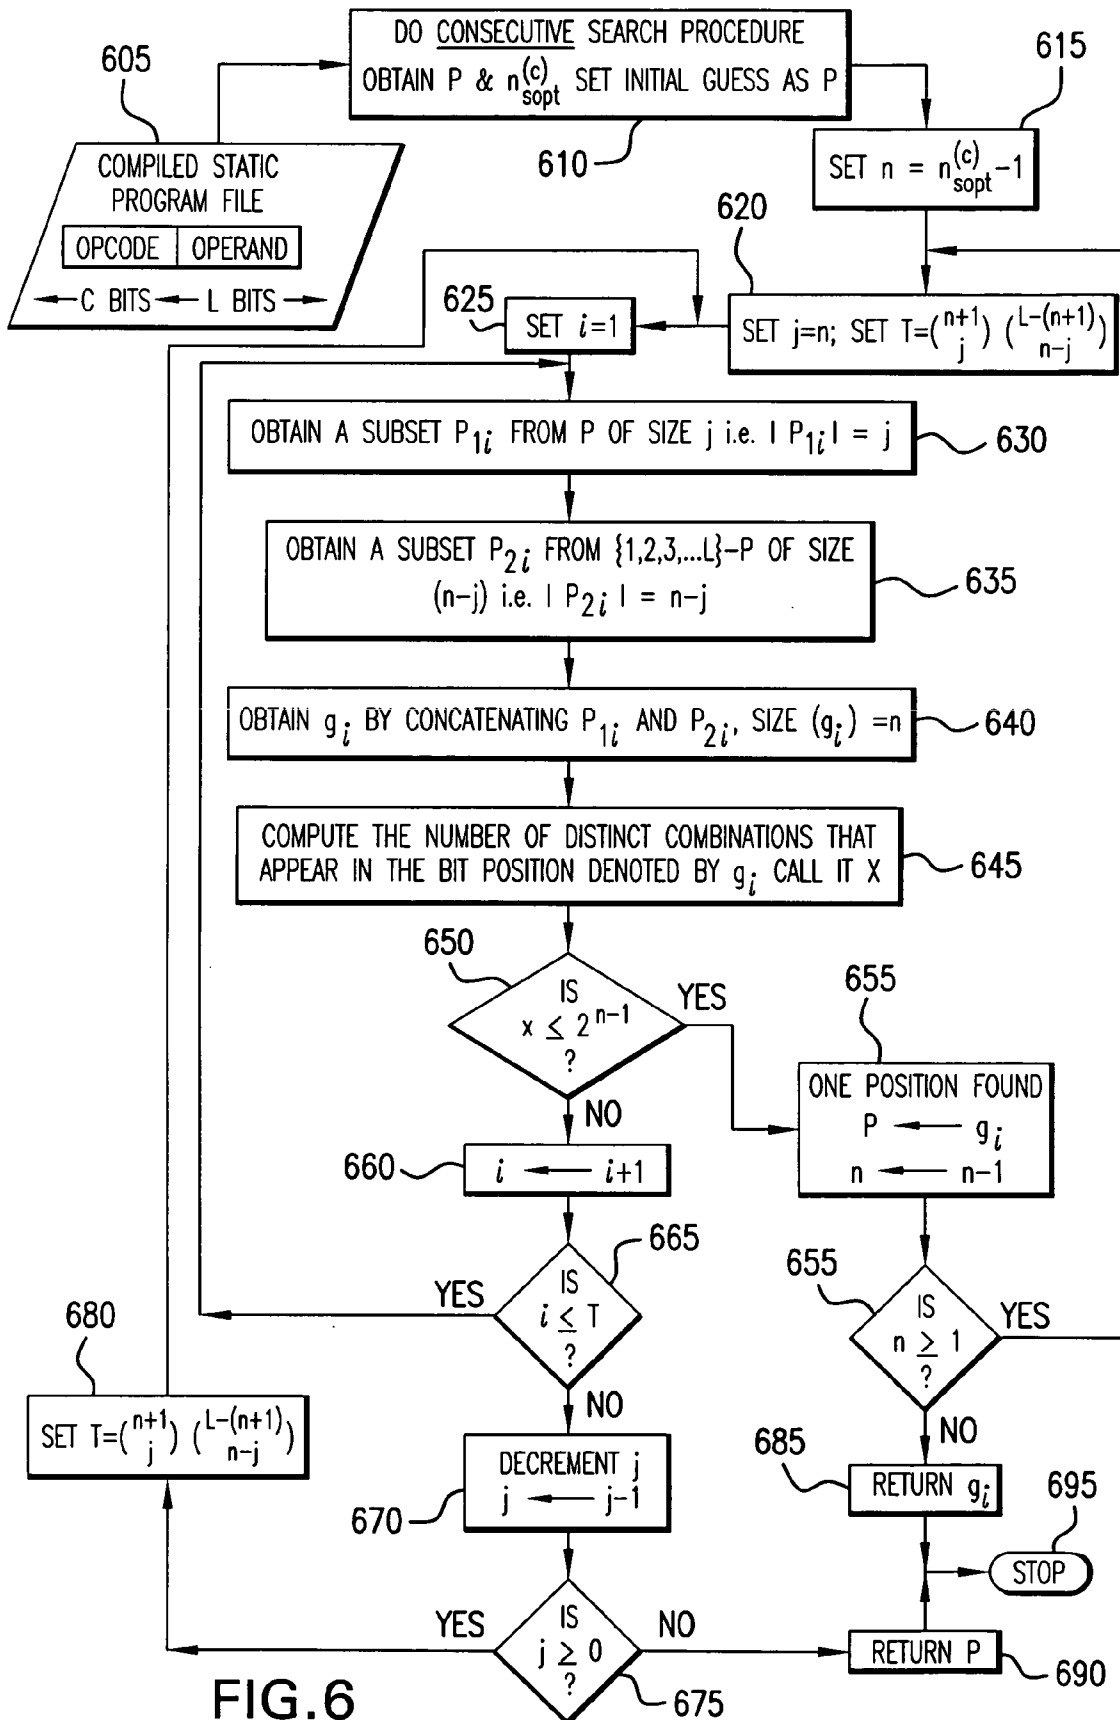 DO CONSECUTIVE SEARCH PROCEDURE
OBTAIN P & n_sopt^(c) SET INITIAL GUESS AS P
610
605
COMPILED STATIC
PROGRAM FILE
OPCODE OPERAND
C BITS L BITS
615
SET n = n_sopt^(c) -1
620
SET j=n; SET T=(n+1 j) (L-(n+1) n-j)
625
SET i=1
OBTAIN A SUBSET P1i FROM P OF SIZE j i.e. | P1i | = j
630
OBTAIN A SUBSET P2i FROM {1,2,3,...L}-P OF SIZE
(n-j) i.e. | P2i | = n-j
635
OBTAIN gi BY CONCATENATING P1i AND P2i, SIZE (gi) =n
640
COMPUTE THE NUMBER OF DISTINCT COMBINATIONS THAT
APPEAR IN THE BIT POSITION DENOTED BY gi CALL IT X
645
650
IS
x ≤ 2^n-1
?
YES
NO
655
ONE POSITION FOUND
P ← gi
n ← n-1
660
i ← i+1
665
IS
i ≤ T
?
YES
NO
655
IS
n ≥ 1
?
YES
NO
680
SET T=(n+1 j) (L-(n+1) n-j)
670
DECREMENT j
j ← j-1
685
RETURN gi
695
STOP
IS
j ≥ 0
?
YES
NO
675
RETURN P
690
FIG.6